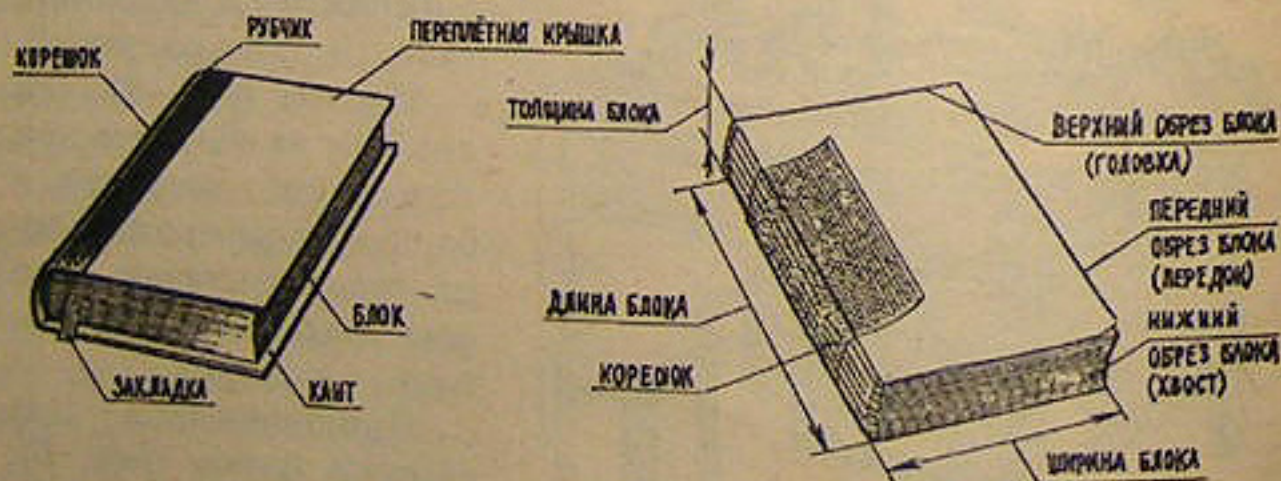 КОРЕШОК
РУБЧИК
ПЕРЕПЛЁТНАЯ КРЫШКА
БЛОК
КАНТ
ЗАКЛАДКА
ТОЛЩИНА БЛОКА
ВЕРХНИЙ ОБРЕЗ БЛОКА
(ГОЛОВКА)
ПЕРЕДНИЙ
ОБРЕЗ БЛОКА
(ПЕРЕДОК)
ДЛИНА БЛОКА
КОРЕШОК
НИЖНИЙ
ОБРЕЗ БЛОКА
(ХВОСТ)
ШИРИНА БЛОКА